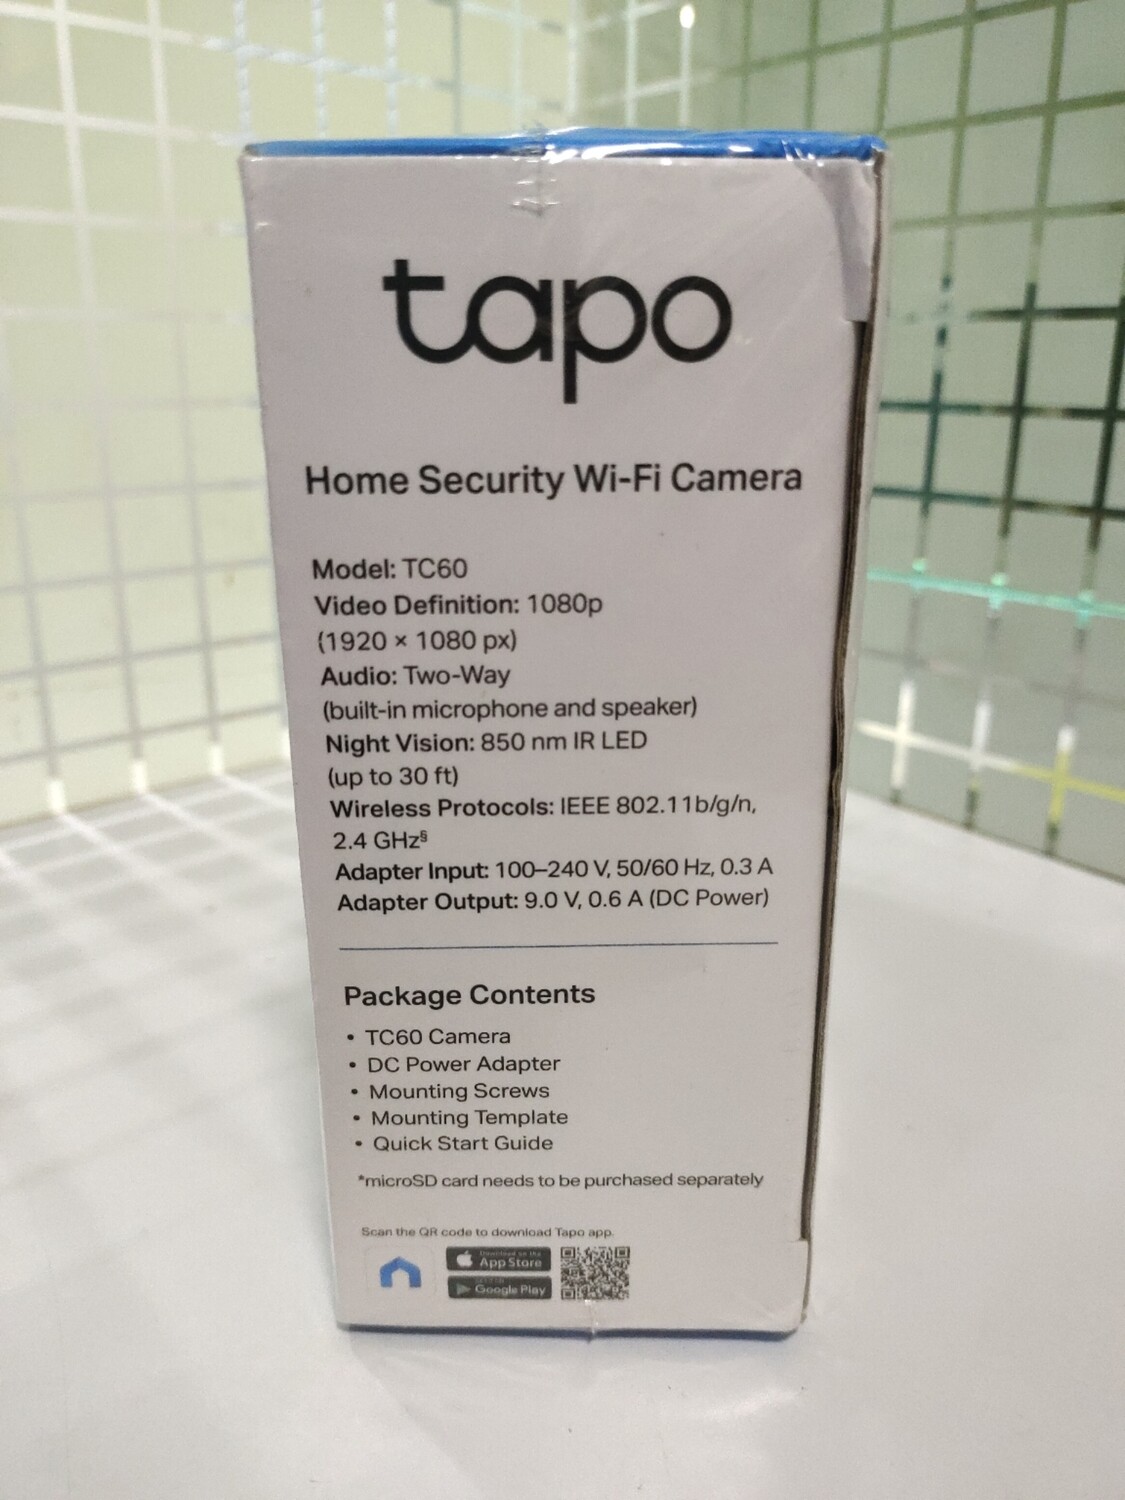 tapo
Home Security Wi-Fi Camera
Model: TC60
Video Definition: 1080p
(1920 × 1080 px)
Audio: Two-Way
(built-in microphone and speaker)
Night Vision: 850 nm IR LED
(up to 30 ft)
Wireless Protocols: IEEE 802.11b/g/n,
2.4 GHz§
Adapter Input: 100–240 V, 50/60 Hz, 0.3 A
Adapter Output: 9.0 V, 0.6 A (DC Power)
Package Contents
• TC60 Camera
• DC Power Adapter
• Mounting Screws
• Mounting Template
• Quick Start Guide
*microSD card needs to be purchased separately
Scan the QR code to download Tapo app.
Download on the
App Store
Google Play